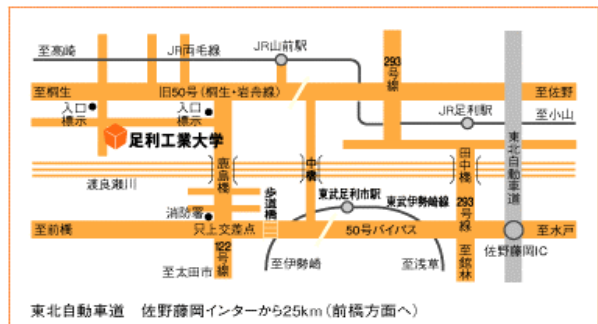 至高崎
JR両毛線
JR山前駅
293号線
至桐生
旧50号(桐生・岩舟線)
至佐野
入口標示
入口標示
JR足利駅
至小山
足利工業大学
東北自動車道
鹿島橋
中橋
田中橋
渡良瀬川
歩道橋
東武足利市駅
東武伊勢崎線
293号線
消防署
至前橋
只上交差点
50号バイパス
至水戸
122号線
佐野藤岡IC
至太田市
至伊勢崎
至浅草
至館林
東北自動車道 佐野藤岡インターから25km(前橋方面へ)